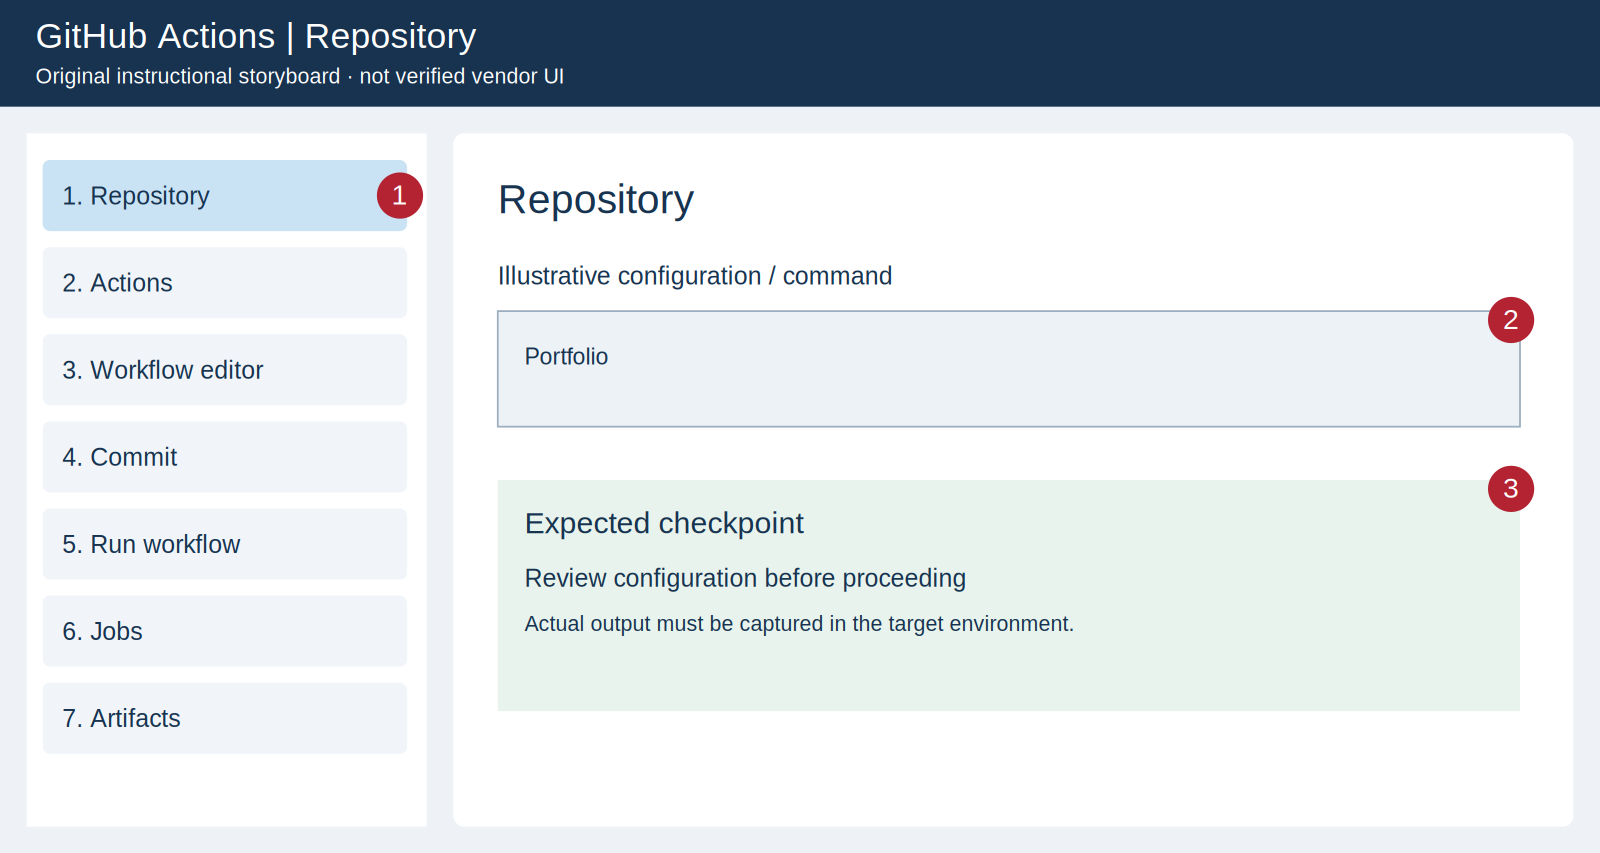 GitHub Actions | Repository
Original instructional storyboard · not verified vendor UI
1. Repository
1
2. Actions
3. Workflow editor
4. Commit
5. Run workflow
6. Jobs
7. Artifacts
Repository
Illustrative configuration / command
2
Portfolio
3
Expected checkpoint
Review configuration before proceeding
Actual output must be captured in the target environment.